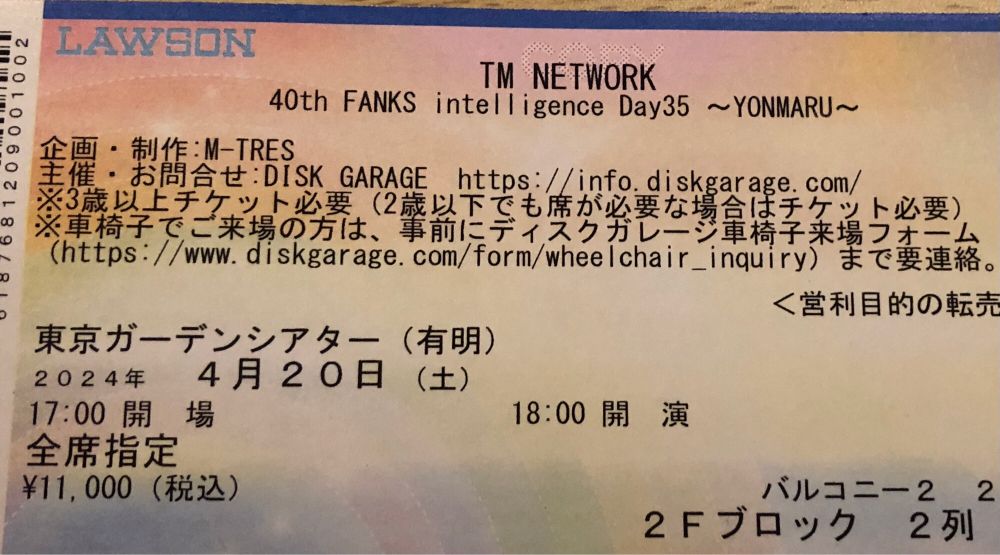 LAWSON
COPY
TM NETWORK
40th FANKS intelligence Day35 ～YONMARU～
企画・制作:M-TRES
主催・お問合せ:DISK GARAGE https://info.diskgarage.com/
※3歳以上チケット必要（2歳以下でも席が必要な場合はチケット必要）
※車椅子でご来場の方は、事前にディスクガレージ車椅子来場フォーム
（https://www.diskgarage.com/form/wheelchair_inquiry）まで要連絡。
＜営利目的の転売
東京ガーデンシアター（有明）
２０２４年 ４月２０日（土）
17:00 開 場 18:00 開 演
全席指定
¥11,000（税込）
バルコニー２ ２
２Ｆブロック ２列